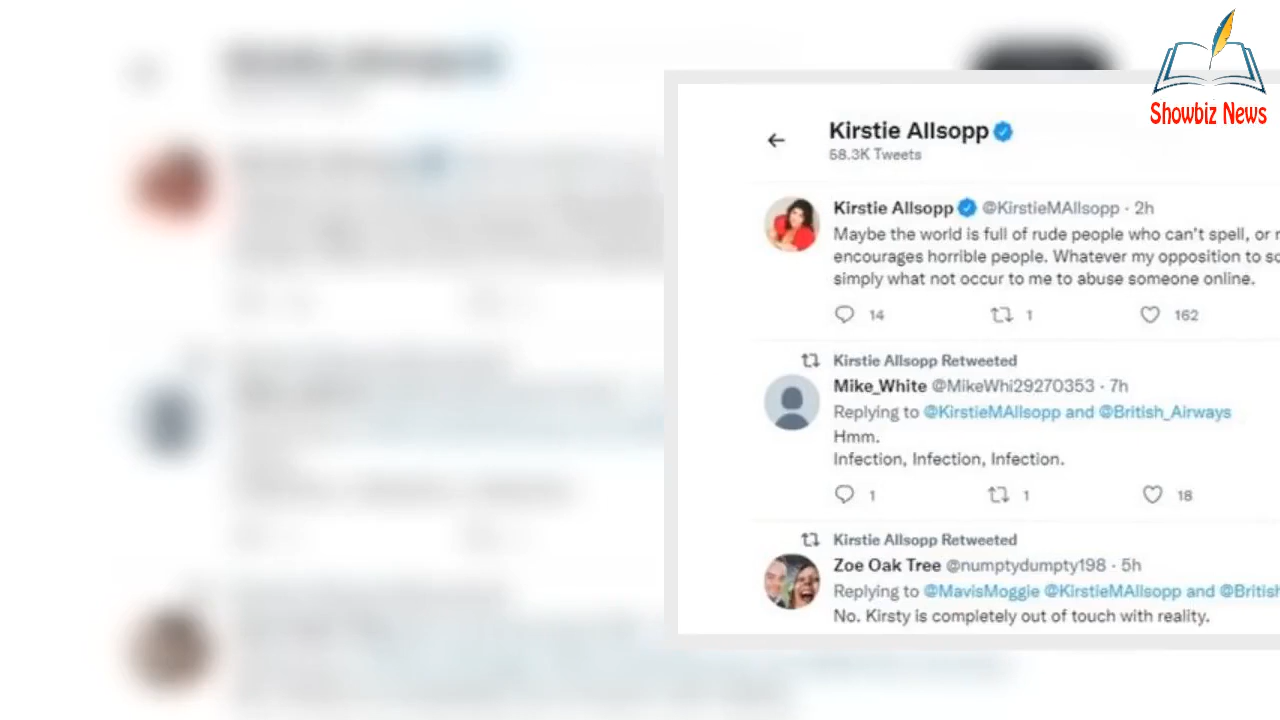 Showbiz News
Kirstie Allsopp
58.3K Tweets
Kirstie Allsopp @KirstieMAllsopp · 2h
Maybe the world is full of rude people who can't spell, or
encourages horrible people. Whatever my opposition to
simply what not occur to me to abuse someone online.
14 1 162
Kirstie Allsopp Retweeted
Mike_White @MikeWhi29270353 · 7h
Replying to @KirstieMAllsopp and @British_Airways
Hmm.
Infection, Infection, Infection.
1 1 18
Kirstie Allsopp Retweeted
Zoe Oak Tree @numptydumpty198 · 5h
Replying to @MavisMoggie @KirstieMAllsopp and @British
No. Kirsty is completely out of touch with reality.